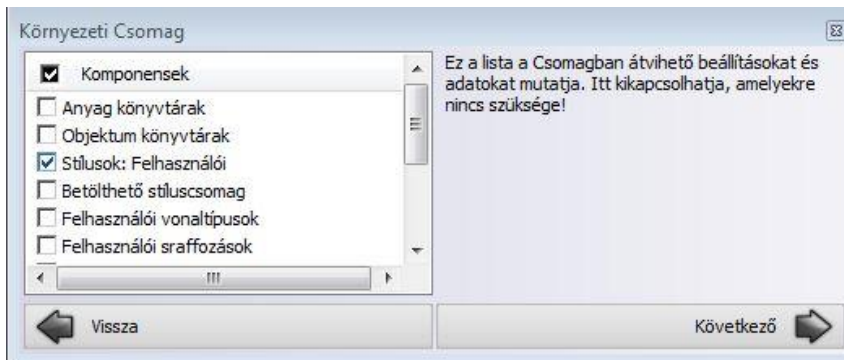 Környezeti Csomag
Komponensek
Anyag könyvtárak
Objektum könyvtárak
Stílusok: Felhasználói
Betölthető stíluscsomag
Felhasználói vonaltípusok
Felhasználói sraffozások
Ez a lista a Csomagban átvihető beállításokat és
adatokat mutatja. Itt kikapcsolhatja, amelyekre
nincs szüksége!
Vissza
Következő